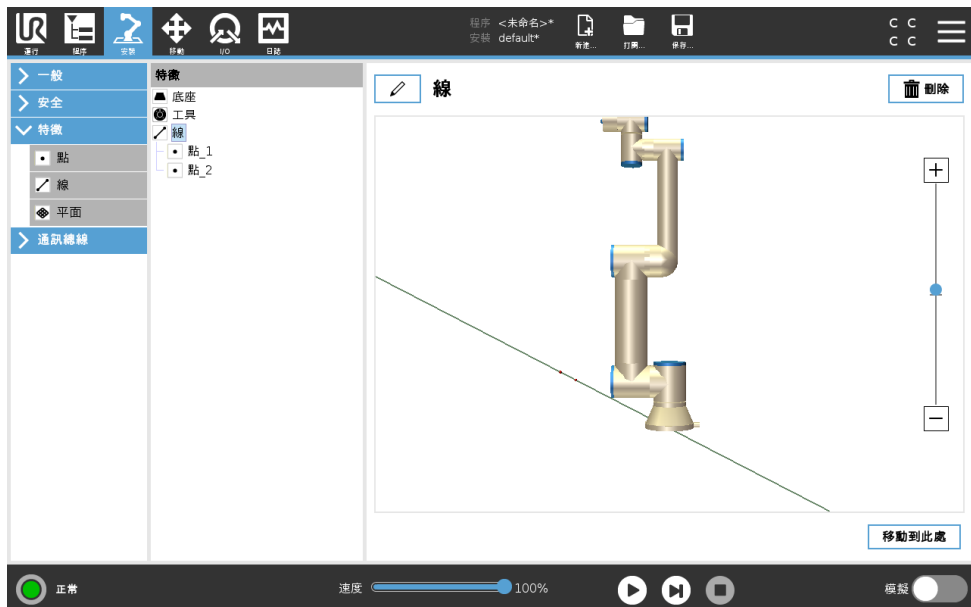 UR
運行
程序
安裝
移動
I/O
日誌
程序 <未命名>*
安裝 default*
新建...
打開...
保存...
C C
C C
一般
安全
特徵
點
線
平面
通訊總線
特徵
底座
工具
線
點_1
點_2
線
刪除
移動到此處
正常
速度
100%
模擬